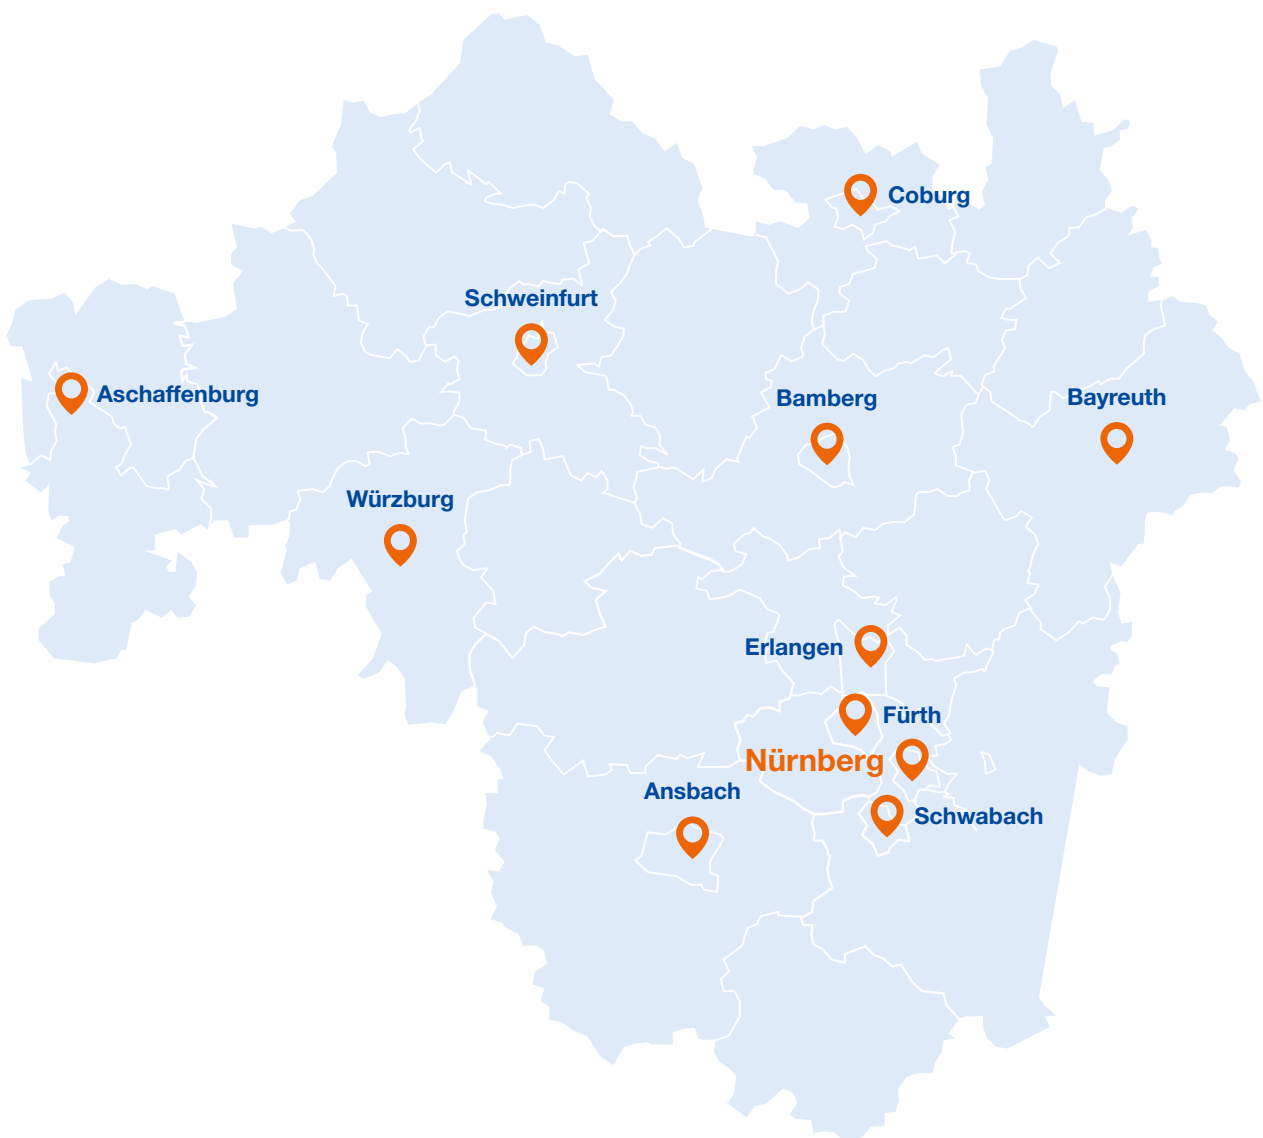 Coburg
Schweinfurt
Aschaffenburg
Bamberg
Bayreuth
Würzburg
Erlangen
Fürth
Nürnberg
Ansbach
Schwabach